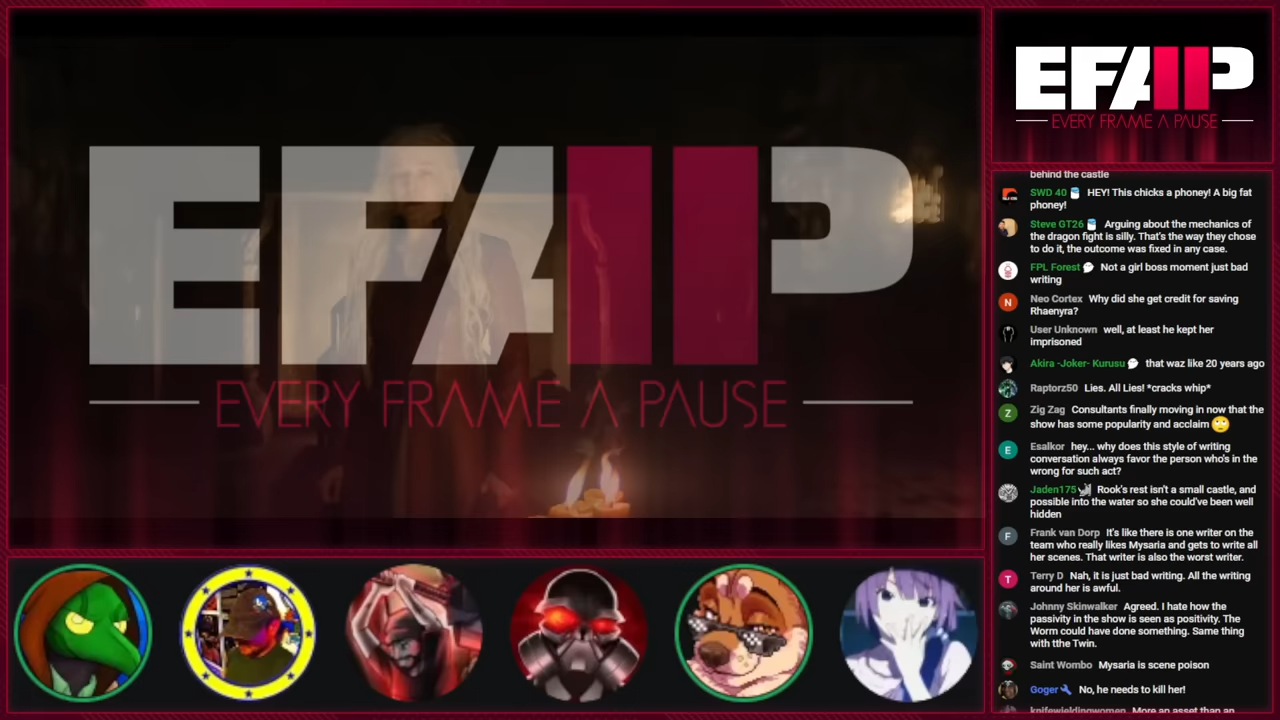 EFAP
EVERY FRAME A PAUSE
EFAP
EVERY FRAME A PAUSE
behind the castle
SWD 40 HEY! This chicks a phoney! A big fat
phoney!
Steve GT26 Arguing about the mechanics of
the dragon fight is silly. That's the way they chose
to do it, the outcome was fixed in any case.
FPL Forest Not a girl boss moment just bad
writing
N
Neo Cortex Why did she get credit for saving
Rhaenyra?
User Unknown well, at least he kept her
imprisoned
Akira -Joker- Kurusu that waz like 20 years ago
Raptorz50 Lies. All Lies! *cracks whip*
Z
Zig Zag Consultants finally moving in now that the
show has some popularity and acclaim
E
Esalkor hey... why does this style of writing
conversation always favor the person who's in the
wrong for such act?
Jaden175 Rook's rest isn't a small castle, and
possible into the water so she could've been well
hidden
F
Frank van Dorp It's like there is one writer on the
team who really likes Mysaria and gets to write all
her scenes. That writer is also the worst writer.
T
Terry D Nah, it is just bad writing. All the writing
around her is awful.
Johnny Skinwalker Agreed. I hate how the
passivity in the show is seen as positivity. The
Worm could have done something. Same thing
with tthe Twin.
Saint Wombo Mysaria is scene poison
Goger No, he needs to kill her!
knifewieldingwomen More an asset than an